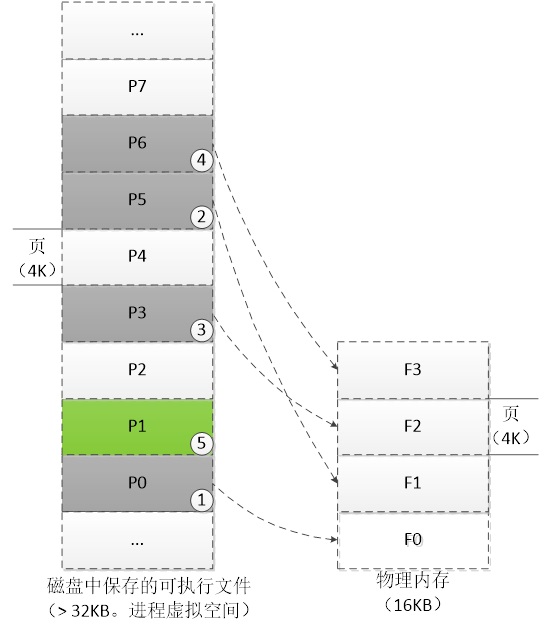 ...
P7
P6
④
P5
②
页
（4K）
P4
P3
③
P2
P1
⑤
P0
①
...
磁盘中保存的可执行文件
（> 32KB。进程虚拟空间）
F3
F2
页
（4K）
F1
F0
物理内存
（16KB）